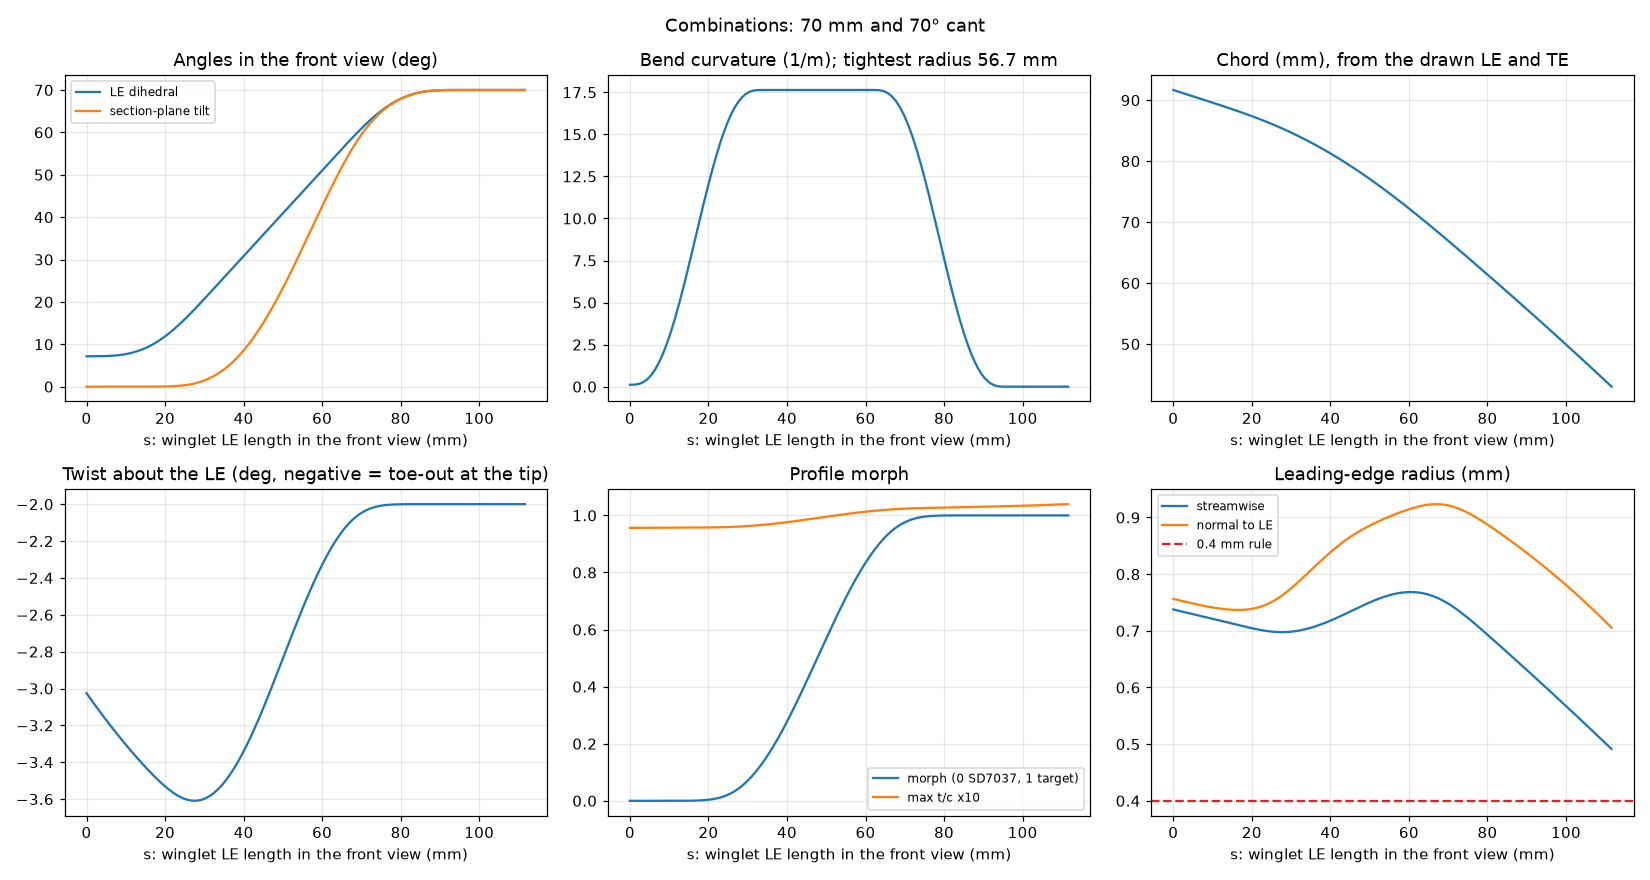 Combinations: 70 mm and 70° cant
Angles in the front view (deg)
70
60
50
40
30
20
10
0
LE dihedral
section-plane tilt
0 20 40 60 80 100
s: winglet LE length in the front view (mm)
Bend curvature (1/m); tightest radius 56.7 mm
17.5
15.0
12.5
10.0
7.5
5.0
2.5
0.0
0 20 40 60 80 100
s: winglet LE length in the front view (mm)
Chord (mm), from the drawn LE and TE
90
80
70
60
50
0 20 40 60 80 100
s: winglet LE length in the front view (mm)
Twist about the LE (deg, negative = toe-out at the tip)
−2.0
−2.2
−2.4
−2.6
−2.8
−3.0
−3.2
−3.4
−3.6
0 20 40 60 80 100
s: winglet LE length in the front view (mm)
Profile morph
1.0
0.8
0.6
0.4
0.2
0.0
morph (0 SD7037, 1 target)
max t/c x10
0 20 40 60 80 100
s: winglet LE length in the front view (mm)
Leading-edge radius (mm)
0.9
0.8
0.7
0.6
0.5
0.4
streamwise
normal to LE
0.4 mm rule
0 20 40 60 80 100
s: winglet LE length in the front view (mm)